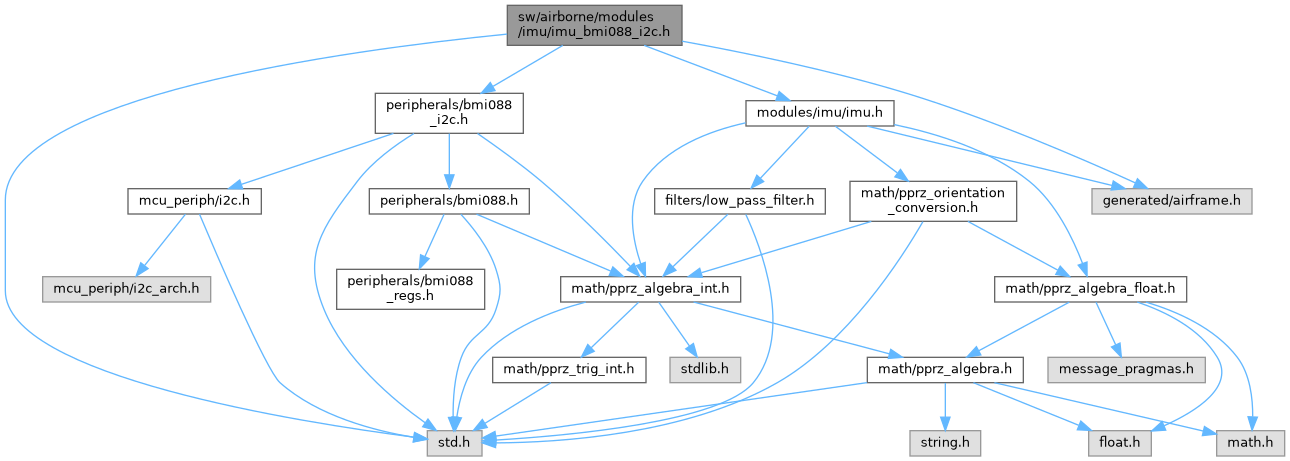 sw/airborne/modules
/imu/imu_bmi088_i2c.h
peripherals/bmi088
_i2c.h
modules/imu/imu.h
mcu_periph/i2c.h
peripherals/bmi088.h
filters/low_pass_filter.h
math/pprz_orientation
_conversion.h
generated/airframe.h
mcu_periph/i2c_arch.h
peripherals/bmi088
_regs.h
math/pprz_algebra_int.h
math/pprz_algebra_float.h
math/pprz_trig_int.h
stdlib.h
math/pprz_algebra.h
message_pragmas.h
std.h
string.h
float.h
math.h